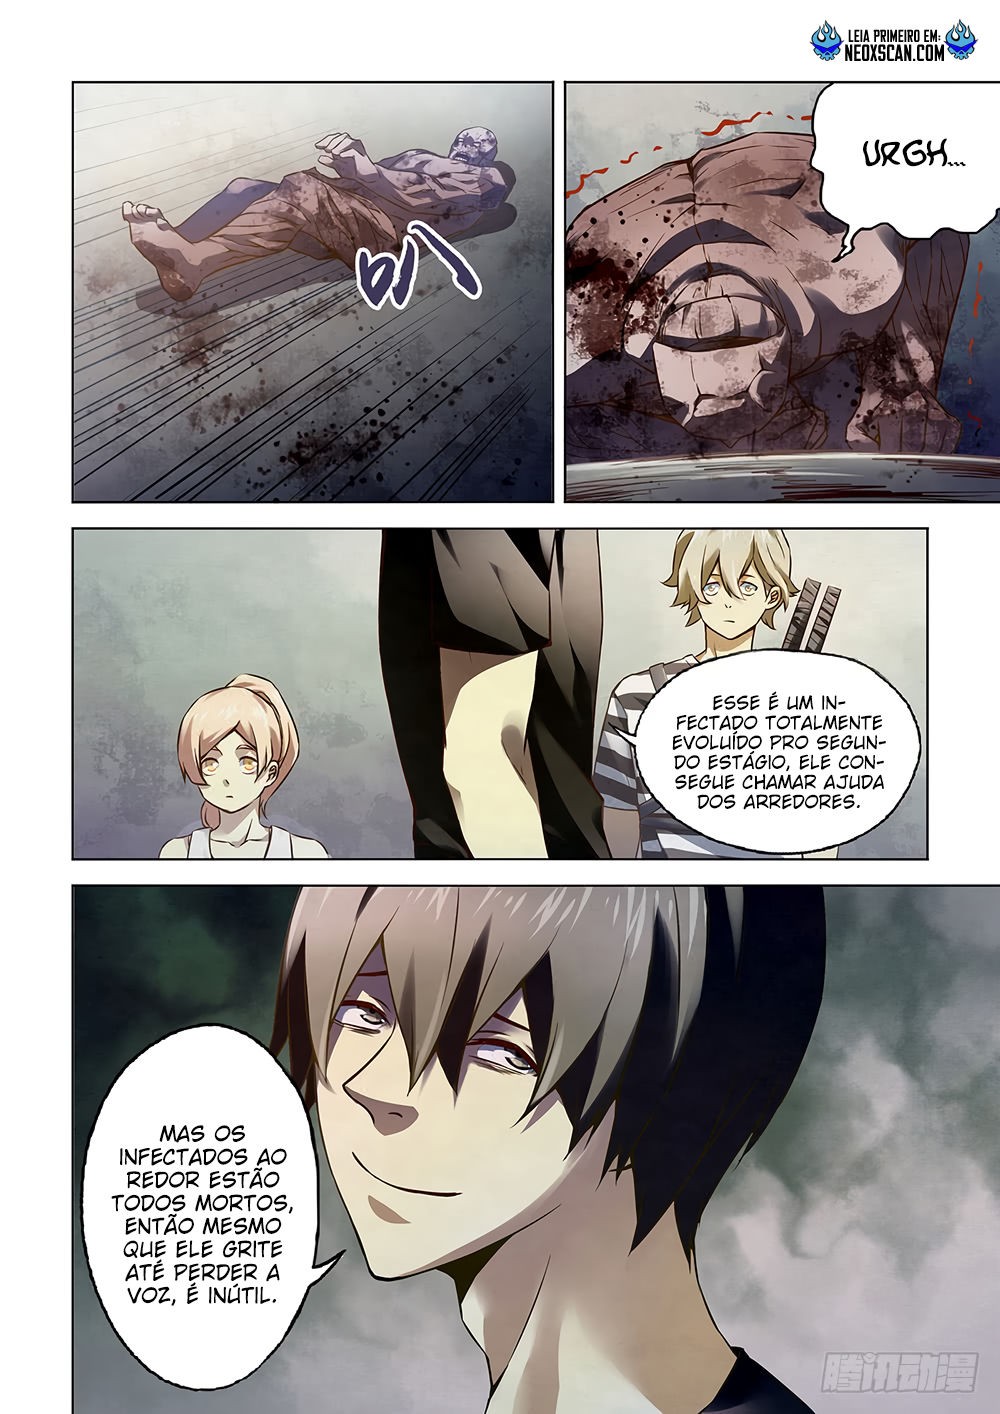 LEIA PRIMEIRO EM:
NEOXSCAN.COM
叭
URGH...
ESSE É UM IN-
FECTADO TOTALMENTE
EVOLUÍDO PRO SEGUN-
DO ESTÁGIO, ELE CON-
SEGUE CHAMAR AJUDA
DOS ARREDORES.
MAS OS
INFECTADOS AO
REDOR ESTÃO
TODOS MORTOS,
ENTÃO MESMO
QUE ELE GRITE
ATÉ PERDER A
VOZ, É INÚTIL.
腾讯动漫